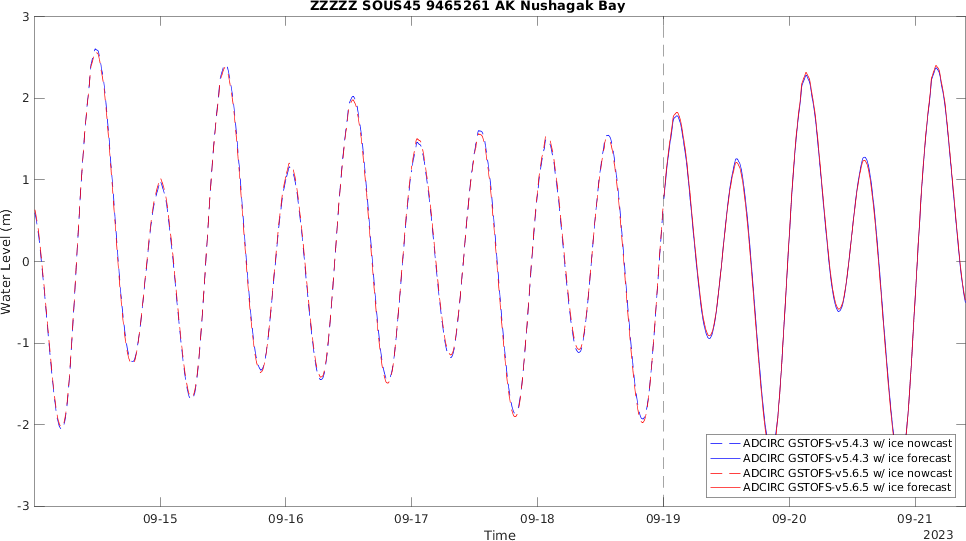 ZZZZZ SOUS45 9465261 AK Nushagak Bay
3
2
1
0
-1
-2
-3
Water Level (m)
ADCIRC GSTOFS-v5.4.3 w/ ice nowcast
ADCIRC GSTOFS-v5.4.3 w/ ice forecast
ADCIRC GSTOFS-v5.6.5 w/ ice nowcast
ADCIRC GSTOFS-v5.6.5 w/ ice forecast
09-15 09-16 09-17 09-18 09-19 09-20 09-21
Time
2023